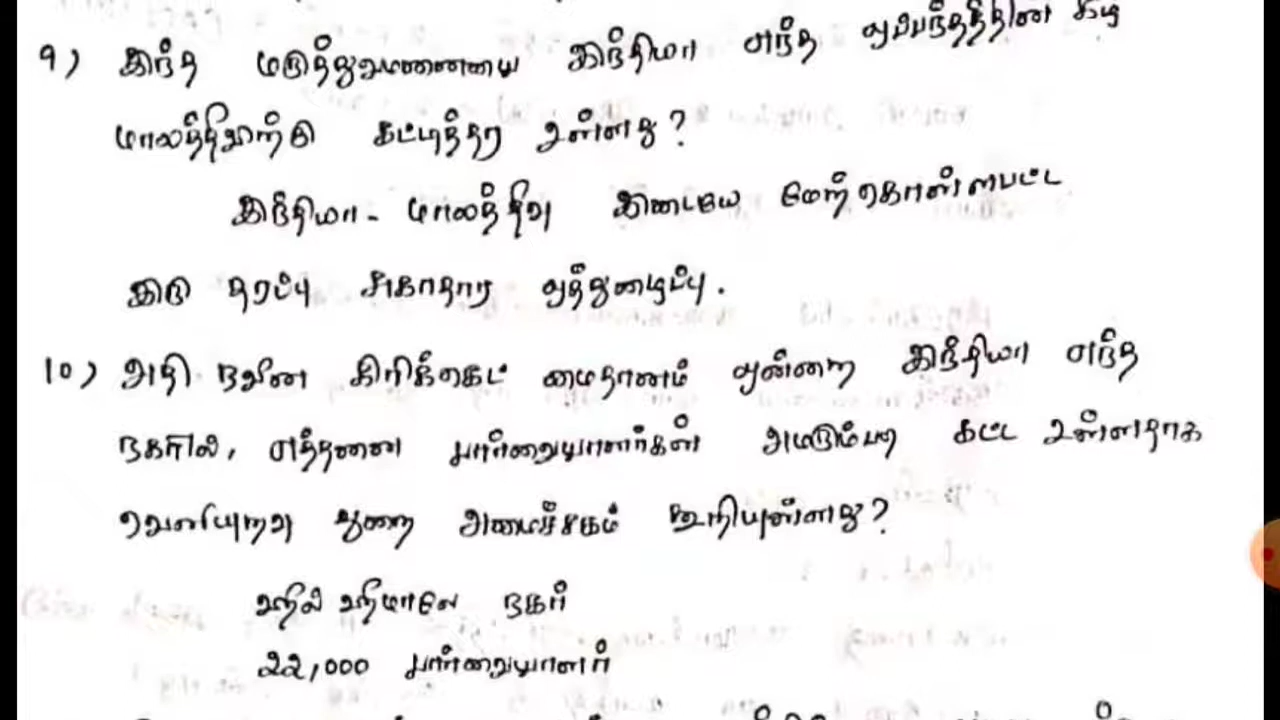 9) இந்த மருத்துவமனையை இந்தியா எந்த ஒப்பந்தத்தின் கீழ்
மாலத்தீவிற்கு கட்டித்தர உள்ளது?
இந்தியா - மாலத்தீவு இடையே மேற்கொள்ளபட்ட
இரு தரப்பு சுகாதார ஒத்துழைப்பு.
10) அதி நவீன கிரிக்கெட் மைதானம் ஒன்றை இந்தியா எந்த
நகரில், எத்தனை பார்வையாளர்கள் அமரும்படி கட்ட உள்ளதாக
வெளியுறவு துறை அமைச்சகம் கூறியுள்ளது?
ஹீல் ஹீமாலே நகர்
22,000 பார்வையாளர்